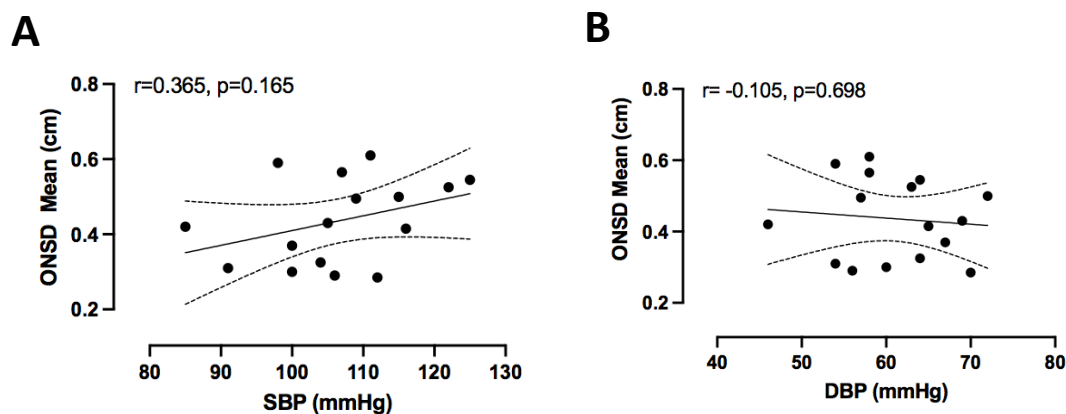 A
r=0.365, p=0.165
ONSD Mean (cm)
0.8
0.6
0.4
0.2
80 90 100 110 120 130
SBP (mmHg)
B
r= -0.105, p=0.698
ONSD Mean (cm)
0.8
0.6
0.4
0.2
40 50 60 70 80
DBP (mmHg)